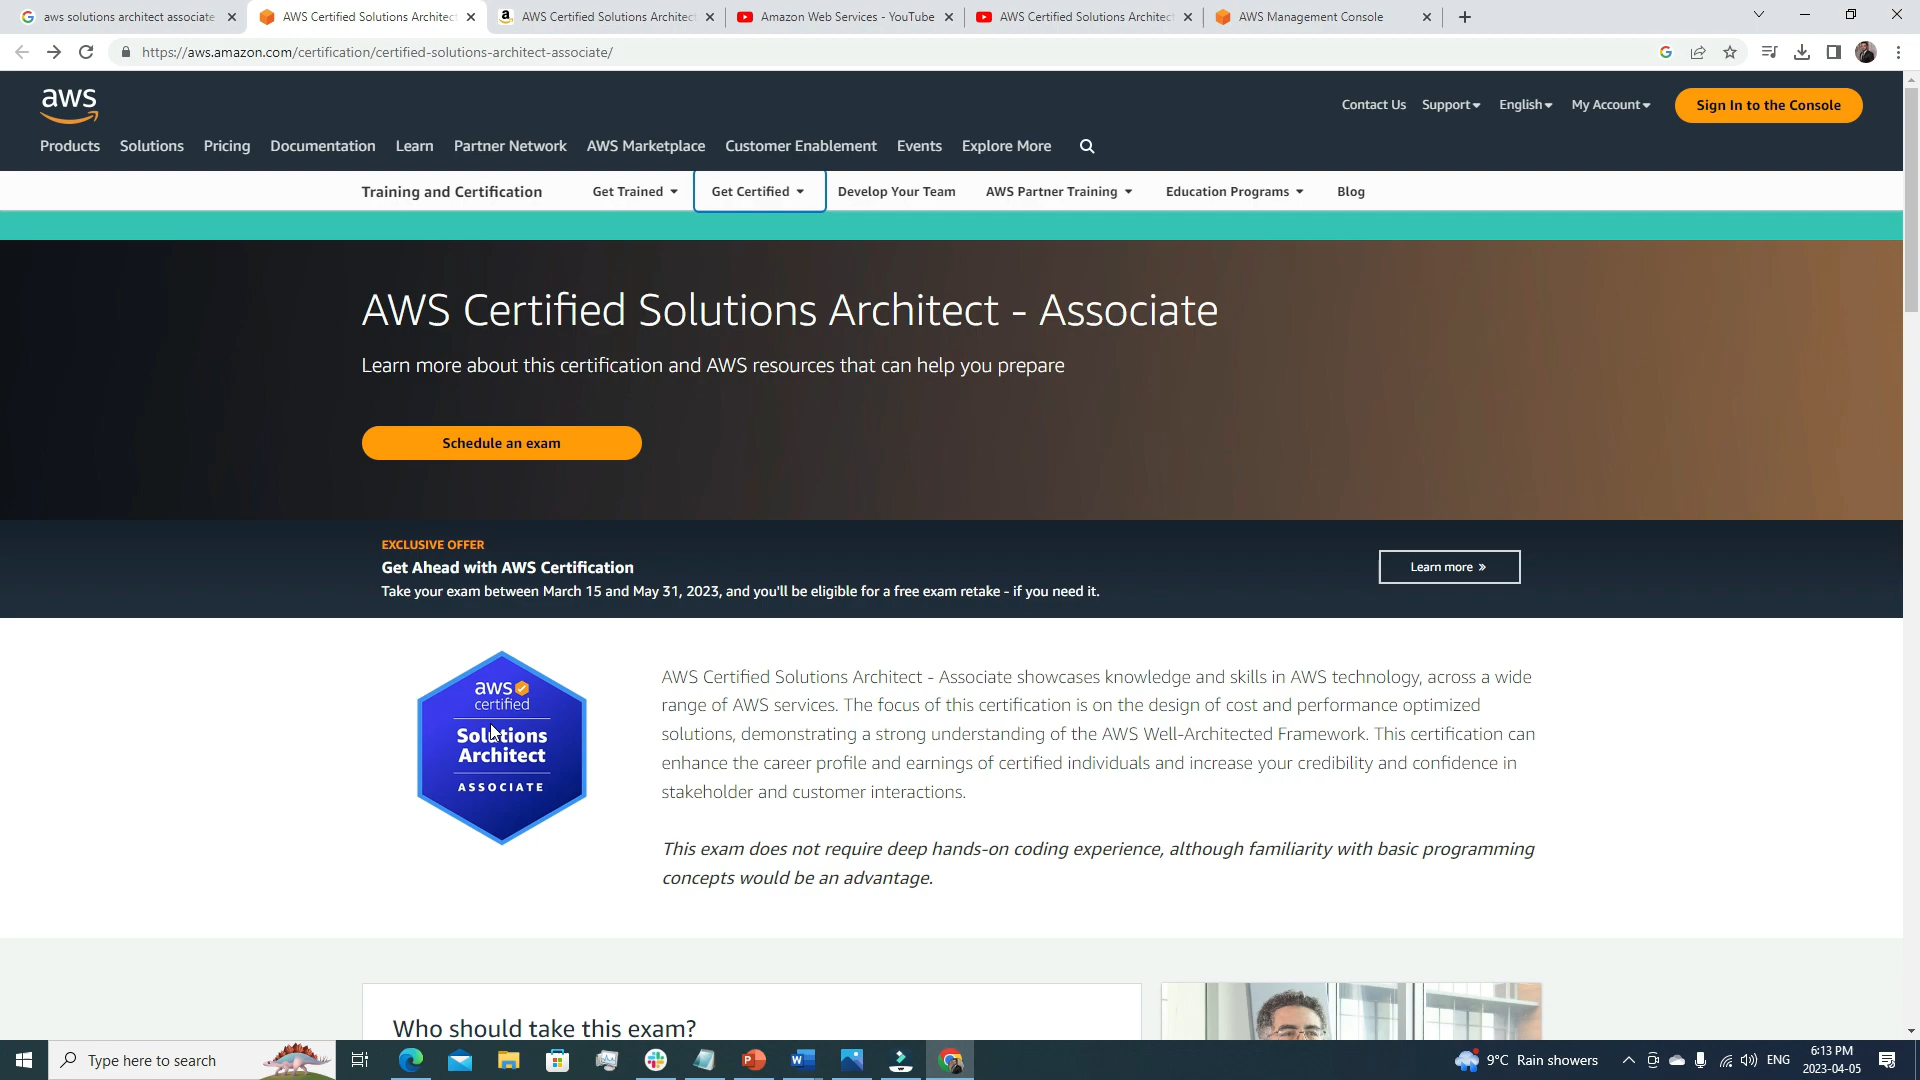 aws solutions architect associate
AWS Certified Solutions Architect
AWS Certified Solutions Architect
Amazon Web Services - YouTube
AWS Certified Solutions Architect
AWS Management Console
https://aws.amazon.com/certification/certified-solutions-architect-associate/
aws
Contact Us Support English My Account Sign In to the Console
Products Solutions Pricing Documentation Learn Partner Network AWS Marketplace Customer Enablement Events Explore More
Training and Certification Get Trained Get Certified Develop Your Team AWS Partner Training Education Programs Blog
AWS Certified Solutions Architect - Associate
Learn more about this certification and AWS resources that can help you prepare
Schedule an exam
EXCLUSIVE OFFER
Get Ahead with AWS Certification
Take your exam between March 15 and May 31, 2023, and you'll be eligible for a free exam retake - if you need it.
Learn more »
aws
certified
Solutions
Architect
ASSOCIATE
AWS Certified Solutions Architect - Associate showcases knowledge and skills in AWS technology, across a wide
range of AWS services. The focus of this certification is on the design of cost and performance optimized
solutions, demonstrating a strong understanding of the AWS Well-Architected Framework. This certification can
enhance the career profile and earnings of certified individuals and increase your credibility and confidence in
stakeholder and customer interactions.
This exam does not require deep hands-on coding experience, although familiarity with basic programming
concepts would be an advantage.
Who should take this exam?
Type here to search
9°C Rain showers
ENG
6:13 PM
2023-04-05